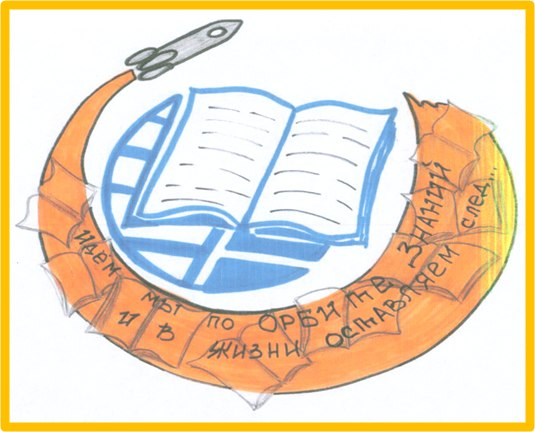 ИДЕМ МЫ ПО ОРБИТЕ ЗНАНИЙ
И В ЖИЗНИ ОСТАВЛЯЕМ СЛЕД...